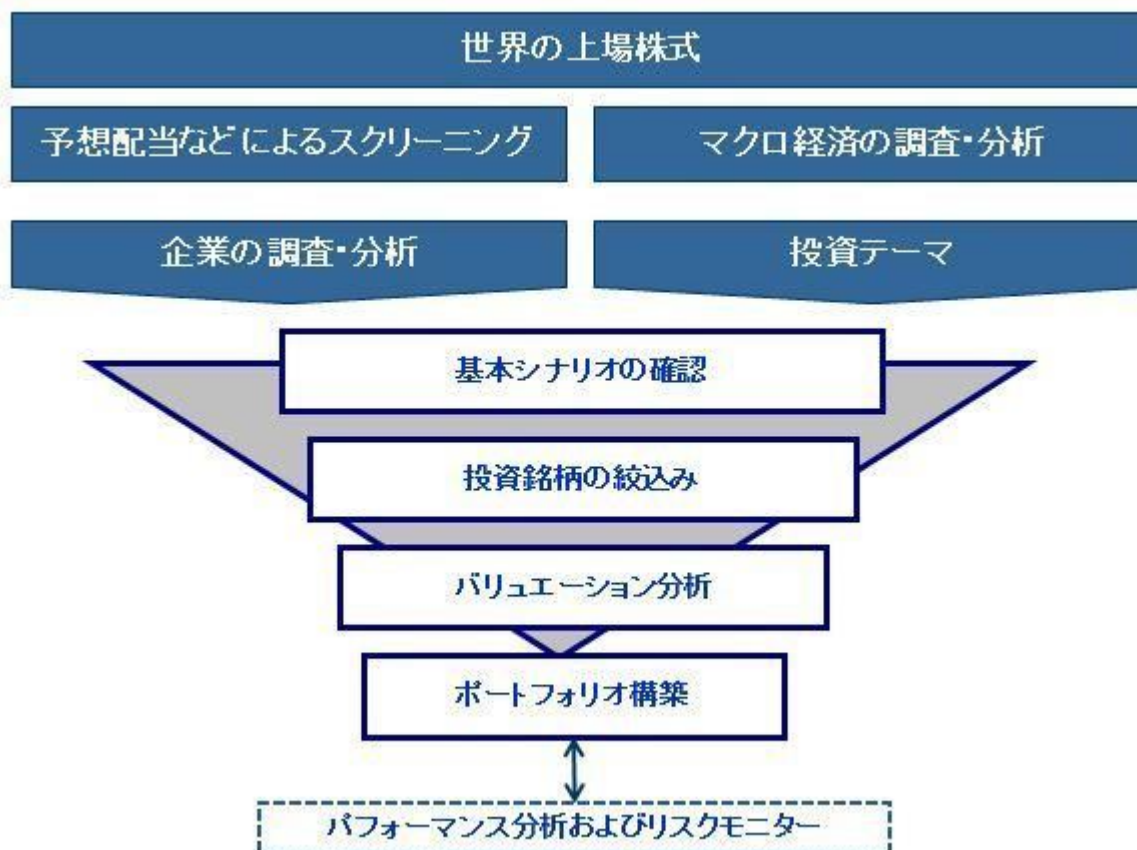 世界の上場株式
予想配当などによるスクリーニング
マクロ経済の調査・分析
企業の調査・分析
投資テーマ
基本シナリオの確認
投資銘柄の絞込み
バリュエーション分析
ポートフォリオ構築
パフォーマンス分析およびリスクモニター